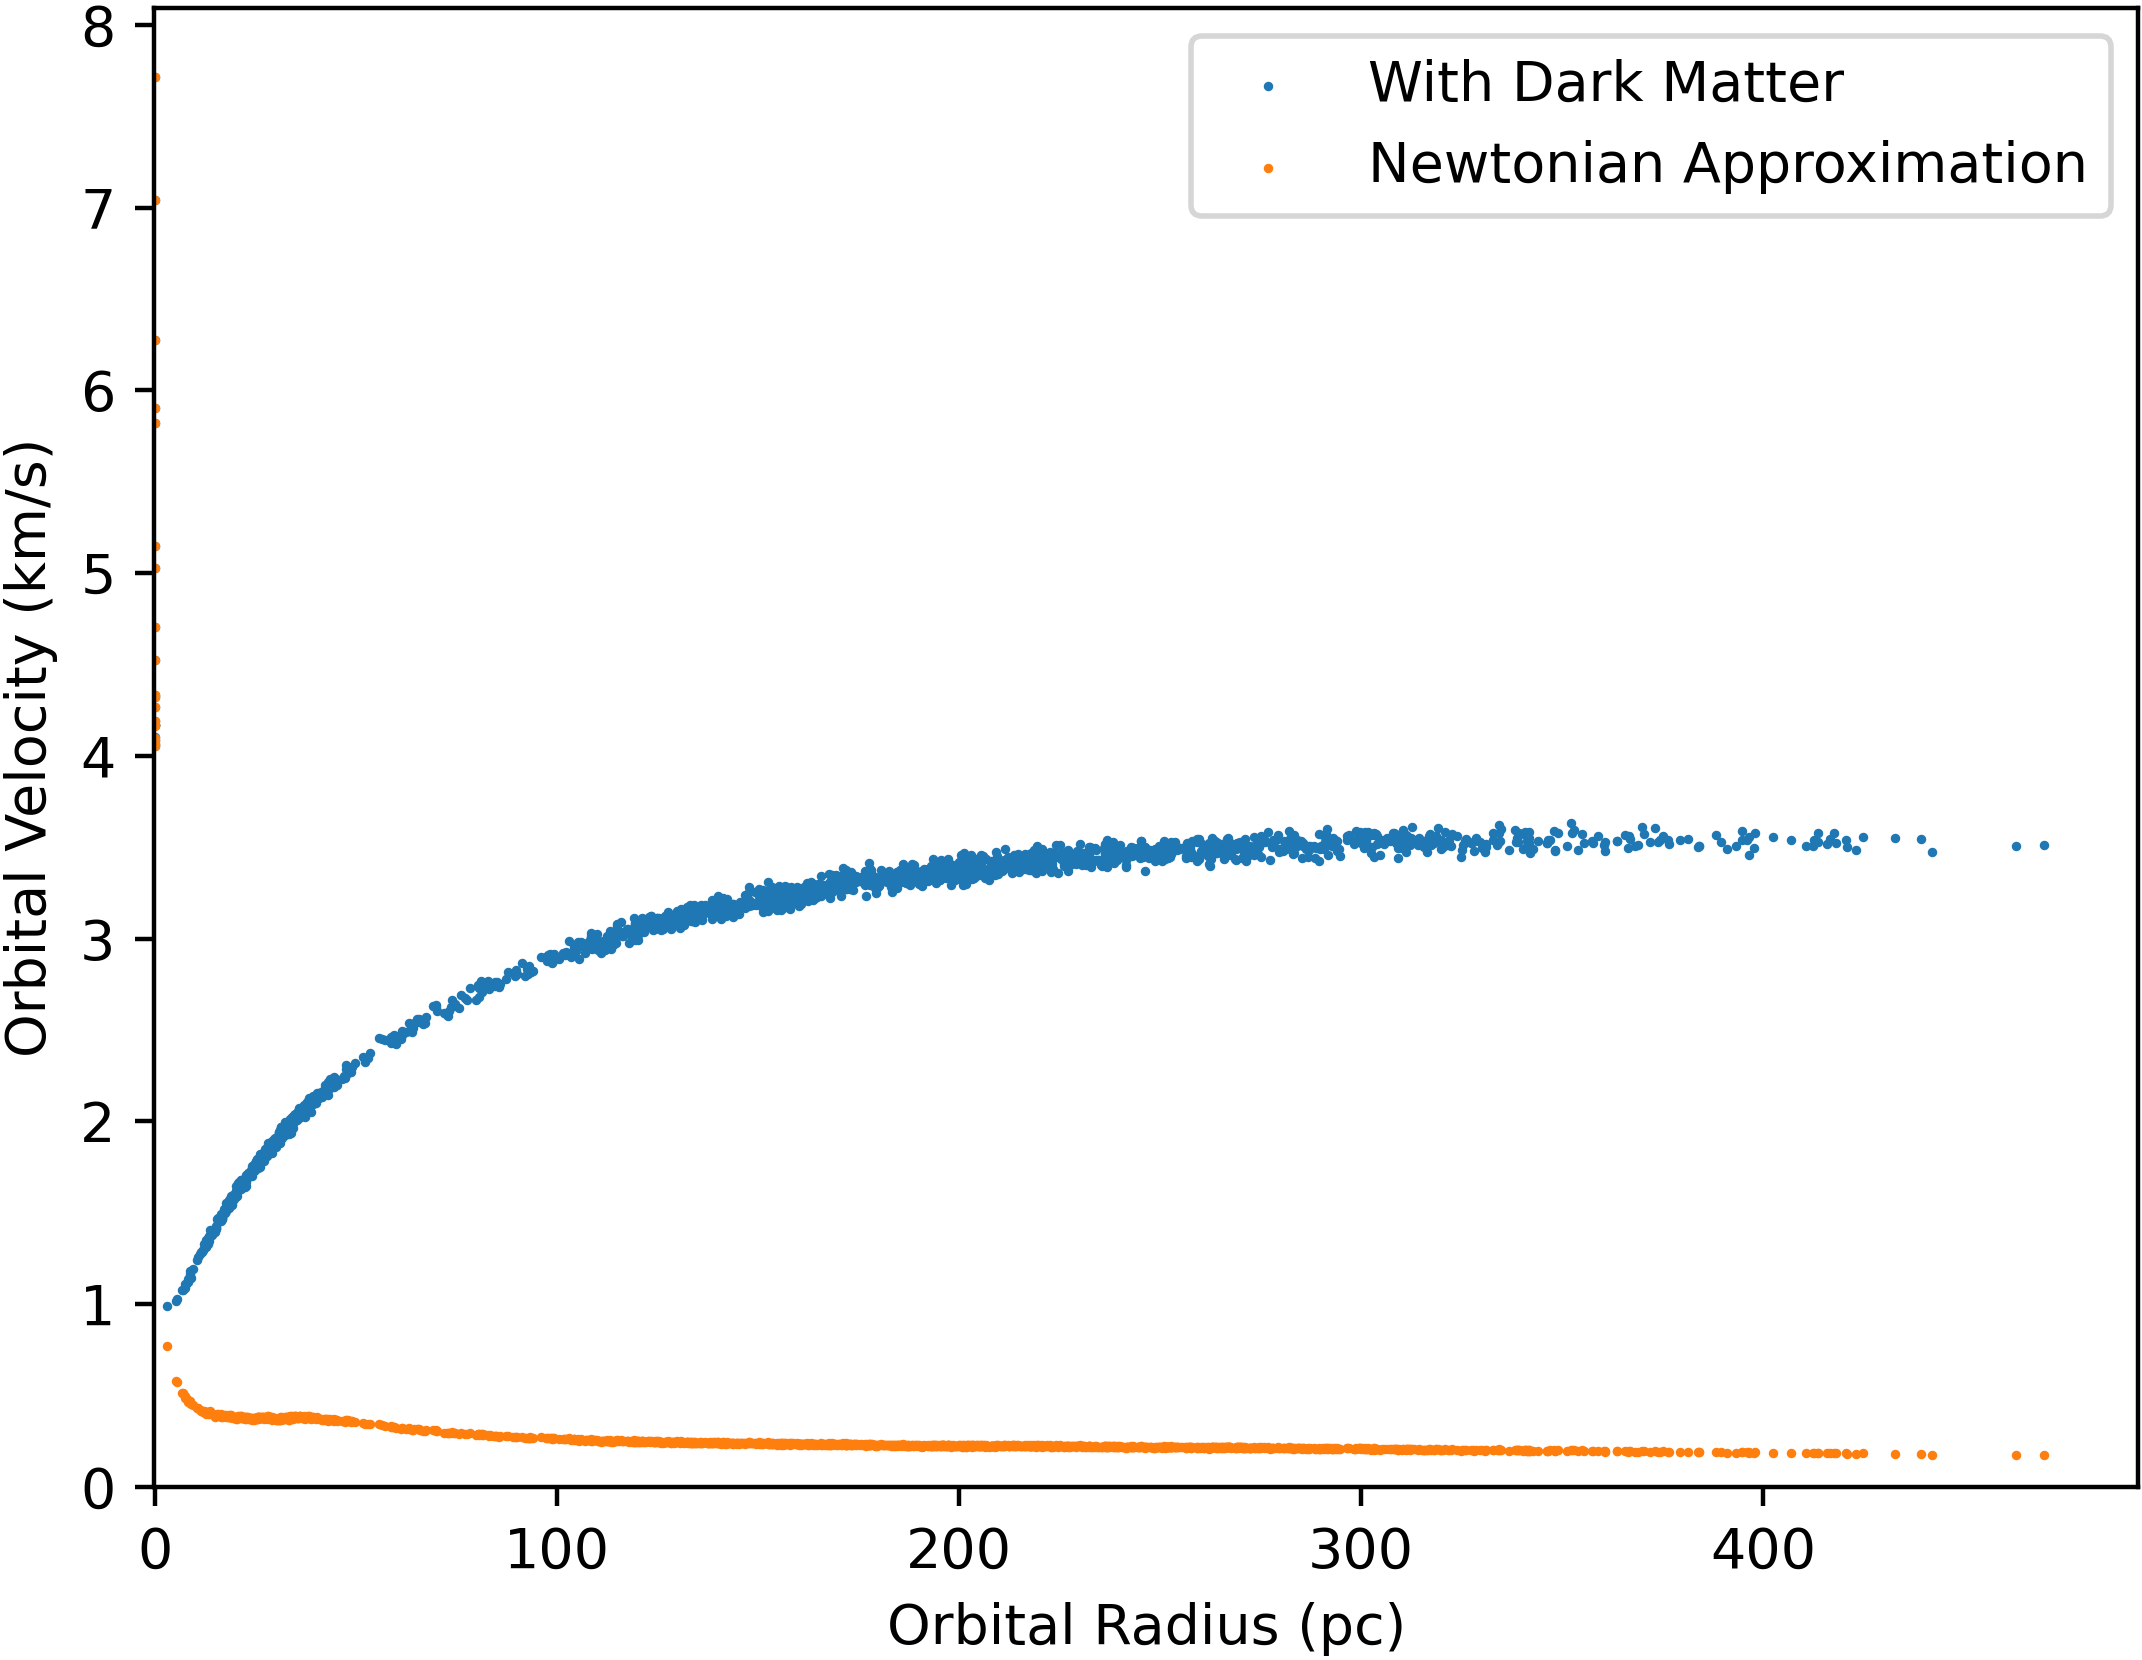 8
7
6
5
4
3
2
1
0
Orbital Velocity (km/s)
With Dark Matter
Newtonian Approximation
0 100 200 300 400
Orbital Radius (pc)